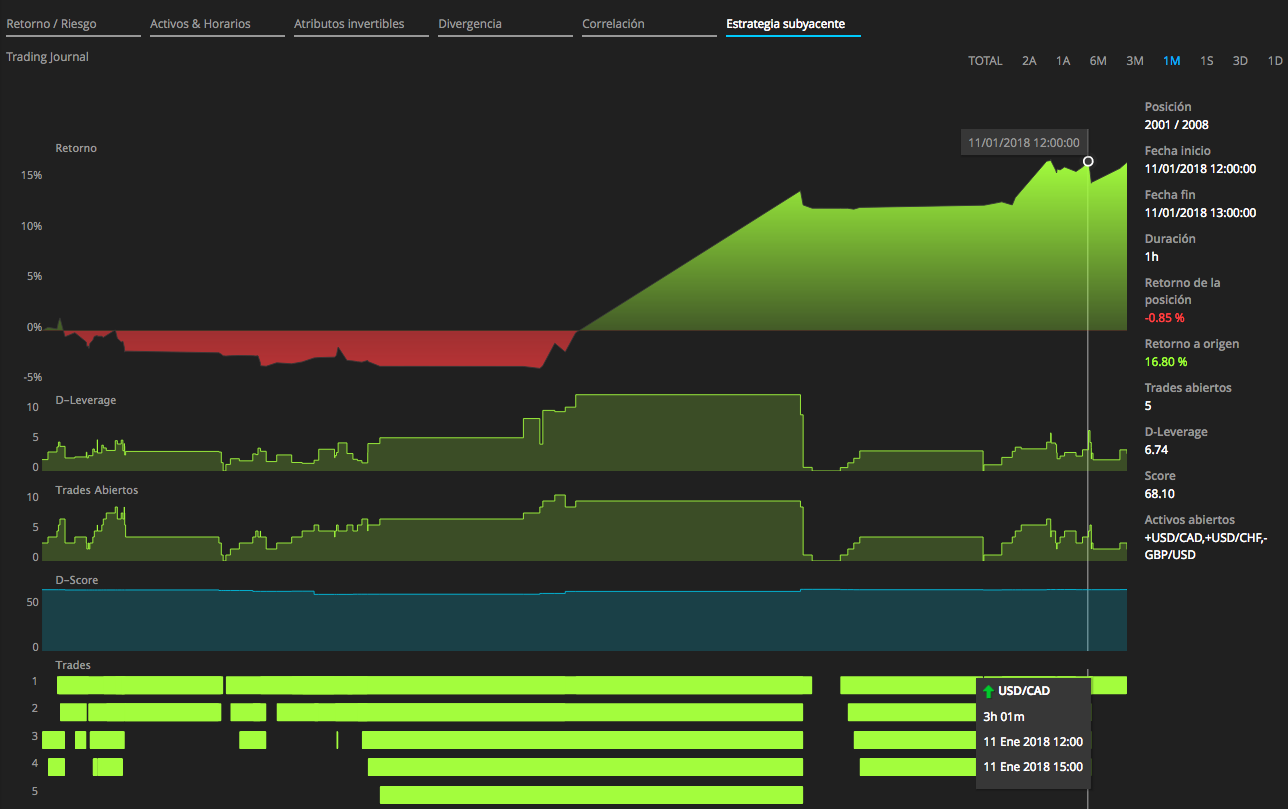 Retorno / Riesgo
Activos & Horarios
Atributos invertibles
Divergencia
Correlación
Estrategia subyacente
Trading Journal
TOTAL 2A 1A 6M 3M 1M 1S 3D 1D
Retorno
11/01/2018 12:00:00
15%
10%
5%
0%
-5%
D-Leverage
10
5
0
Trades Abiertos
10
5
0
D-Score
50
0
Trades
1
2
3
4
5
USD/CAD
3h 01m
11 Ene 2018 12:00
11 Ene 2018 15:00
Posición
2001 / 2008
Fecha inicio
11/01/2018 12:00:00
Fecha fin
11/01/2018 13:00:00
Duración
1h
Retorno de la
posición
-0.85 %
Retorno a origen
16.80 %
Trades abiertos
5
D-Leverage
6.74
Score
68.10
Activos abiertos
+USD/CAD,+USD/CHF,-
GBP/USD